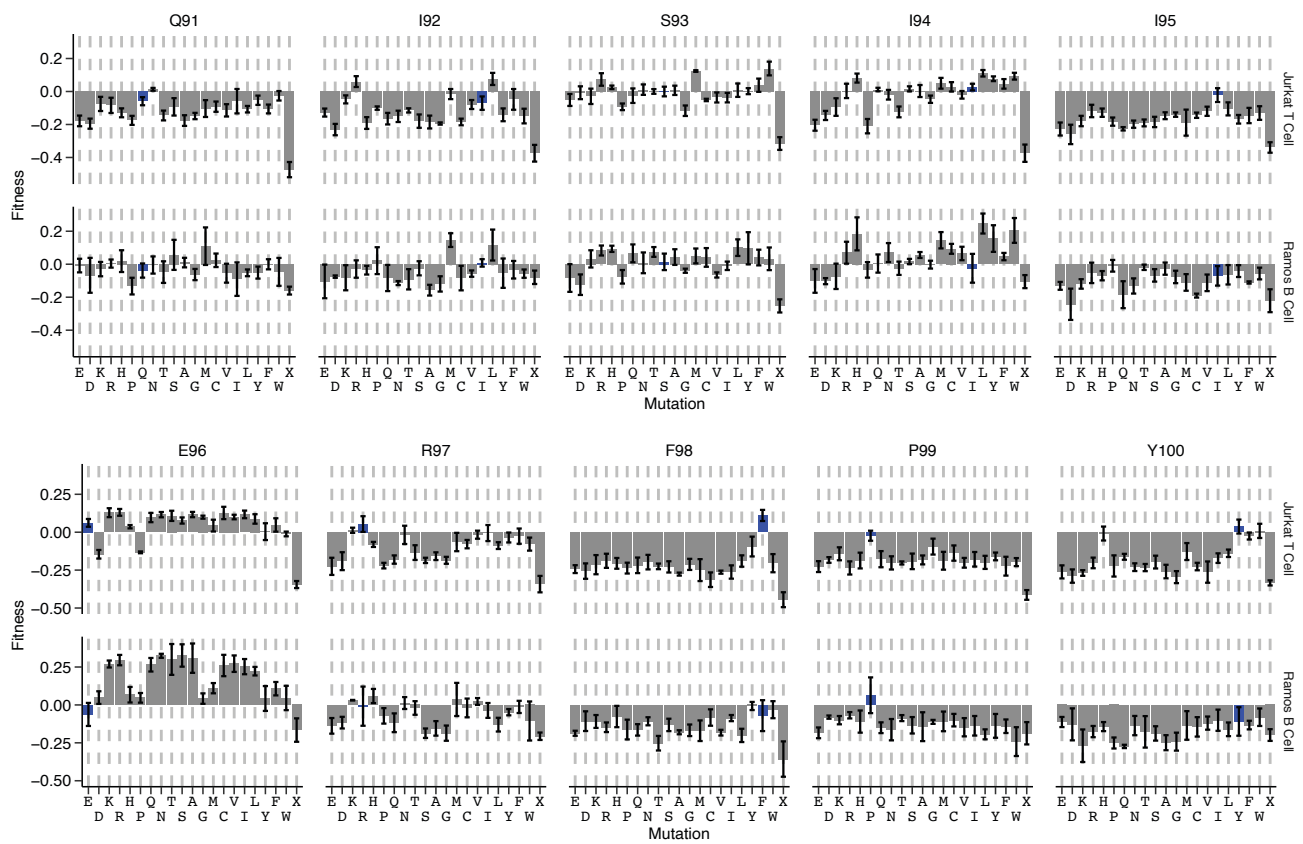 Q91 I92 S93 I94 I95
Fitness
0.2
0.0
−0.2
−0.4
Jurkat T Cell
0.2
0.0
−0.2
−0.4
Ramos B Cell
E K H Q T A M V L F X E K H Q T A M V L F X E K H Q T A M V L F X E K H Q T A M V L F X E K H Q T A M V L F X
D R P N S G C I Y W D R P N S G C I Y W D R P N S G C I Y W D R P N S G C I Y W D R P N S G C I Y W
Mutation
E96 R97 F98 P99 Y100
Fitness
0.25
0.00
−0.25
−0.50
Jurkat T Cell
0.25
0.00
−0.25
−0.50
Ramos B Cell
E K H Q T A M V L F X E K H Q T A M V L F X E K H Q T A M V L F X E K H Q T A M V L F X E K H Q T A M V L F X
D R P N S G C I Y W D R P N S G C I Y W D R P N S G C I Y W D R P N S G C I Y W D R P N S G C I Y W
Mutation